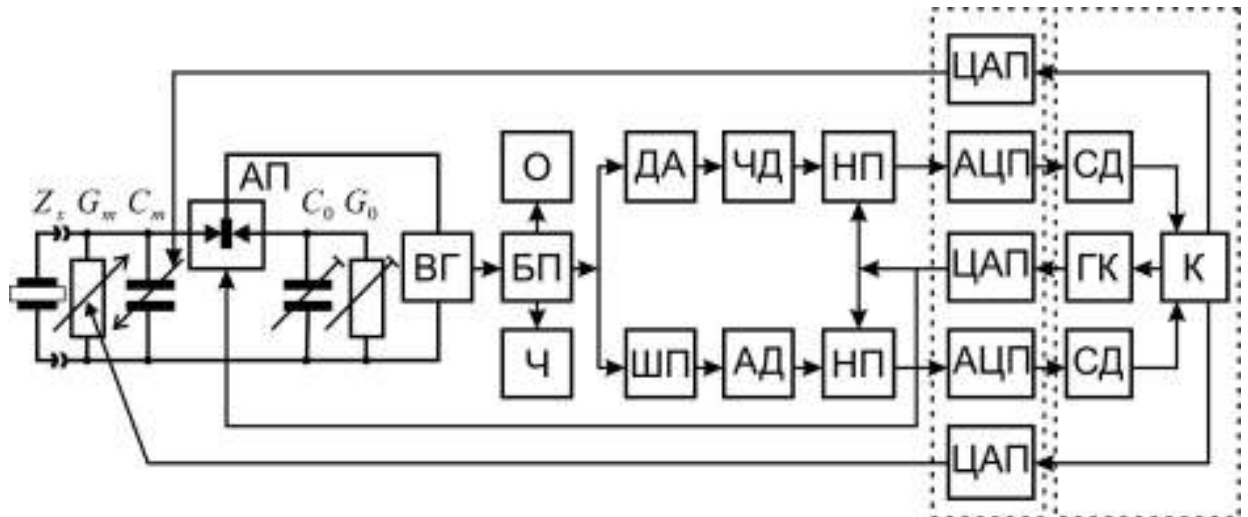 ЦАП
АП
О
ДА
ЧД
НП
АЦП
СД
Z_x G_m C_m
C_0 G_0
ВГ
БП
ЦАП
ГК
К
Ч
ШП
АД
НП
АЦП
СД
ЦАП